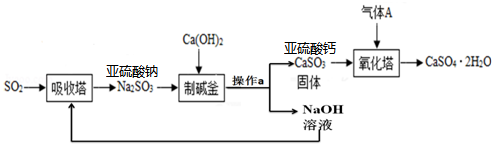 气体A
Ca(OH)₂
亚硫酸钠
亚硫酸钙
SO₂
吸收塔
Na₂SO₃
制碱釜
操作a
CaSO₃
固体
氧化塔
CaSO₄·2H₂O
NaOH
溶液